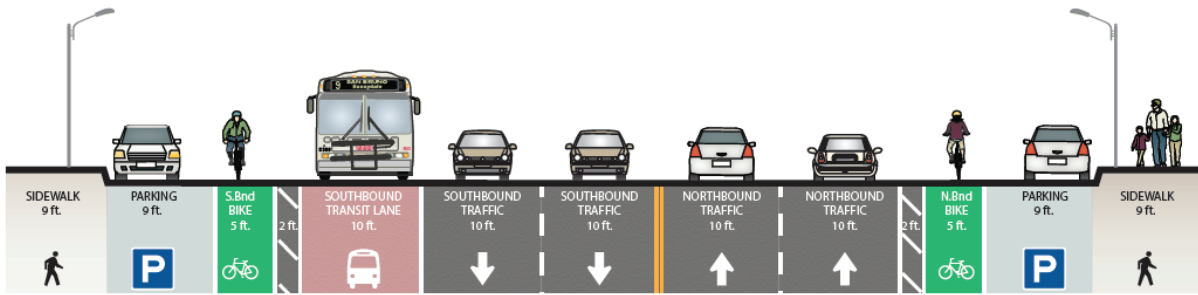 9 SAN BRUNO
Sunnydale
SIDEWALK
9 ft.
PARKING
9 ft.
S.Bnd
BIKE
5 ft.
2 ft.
SOUTHBOUND
TRANSIT LANE
10 ft.
SOUTHBOUND
TRAFFIC
10 ft.
SOUTHBOUND
TRAFFIC
10 ft.
NORTHBOUND
TRAFFIC
10 ft.
NORTHBOUND
TRAFFIC
10 ft.
2 ft.
N.Bnd
BIKE
5 ft.
PARKING
9 ft.
SIDEWALK
9 ft.
P
P